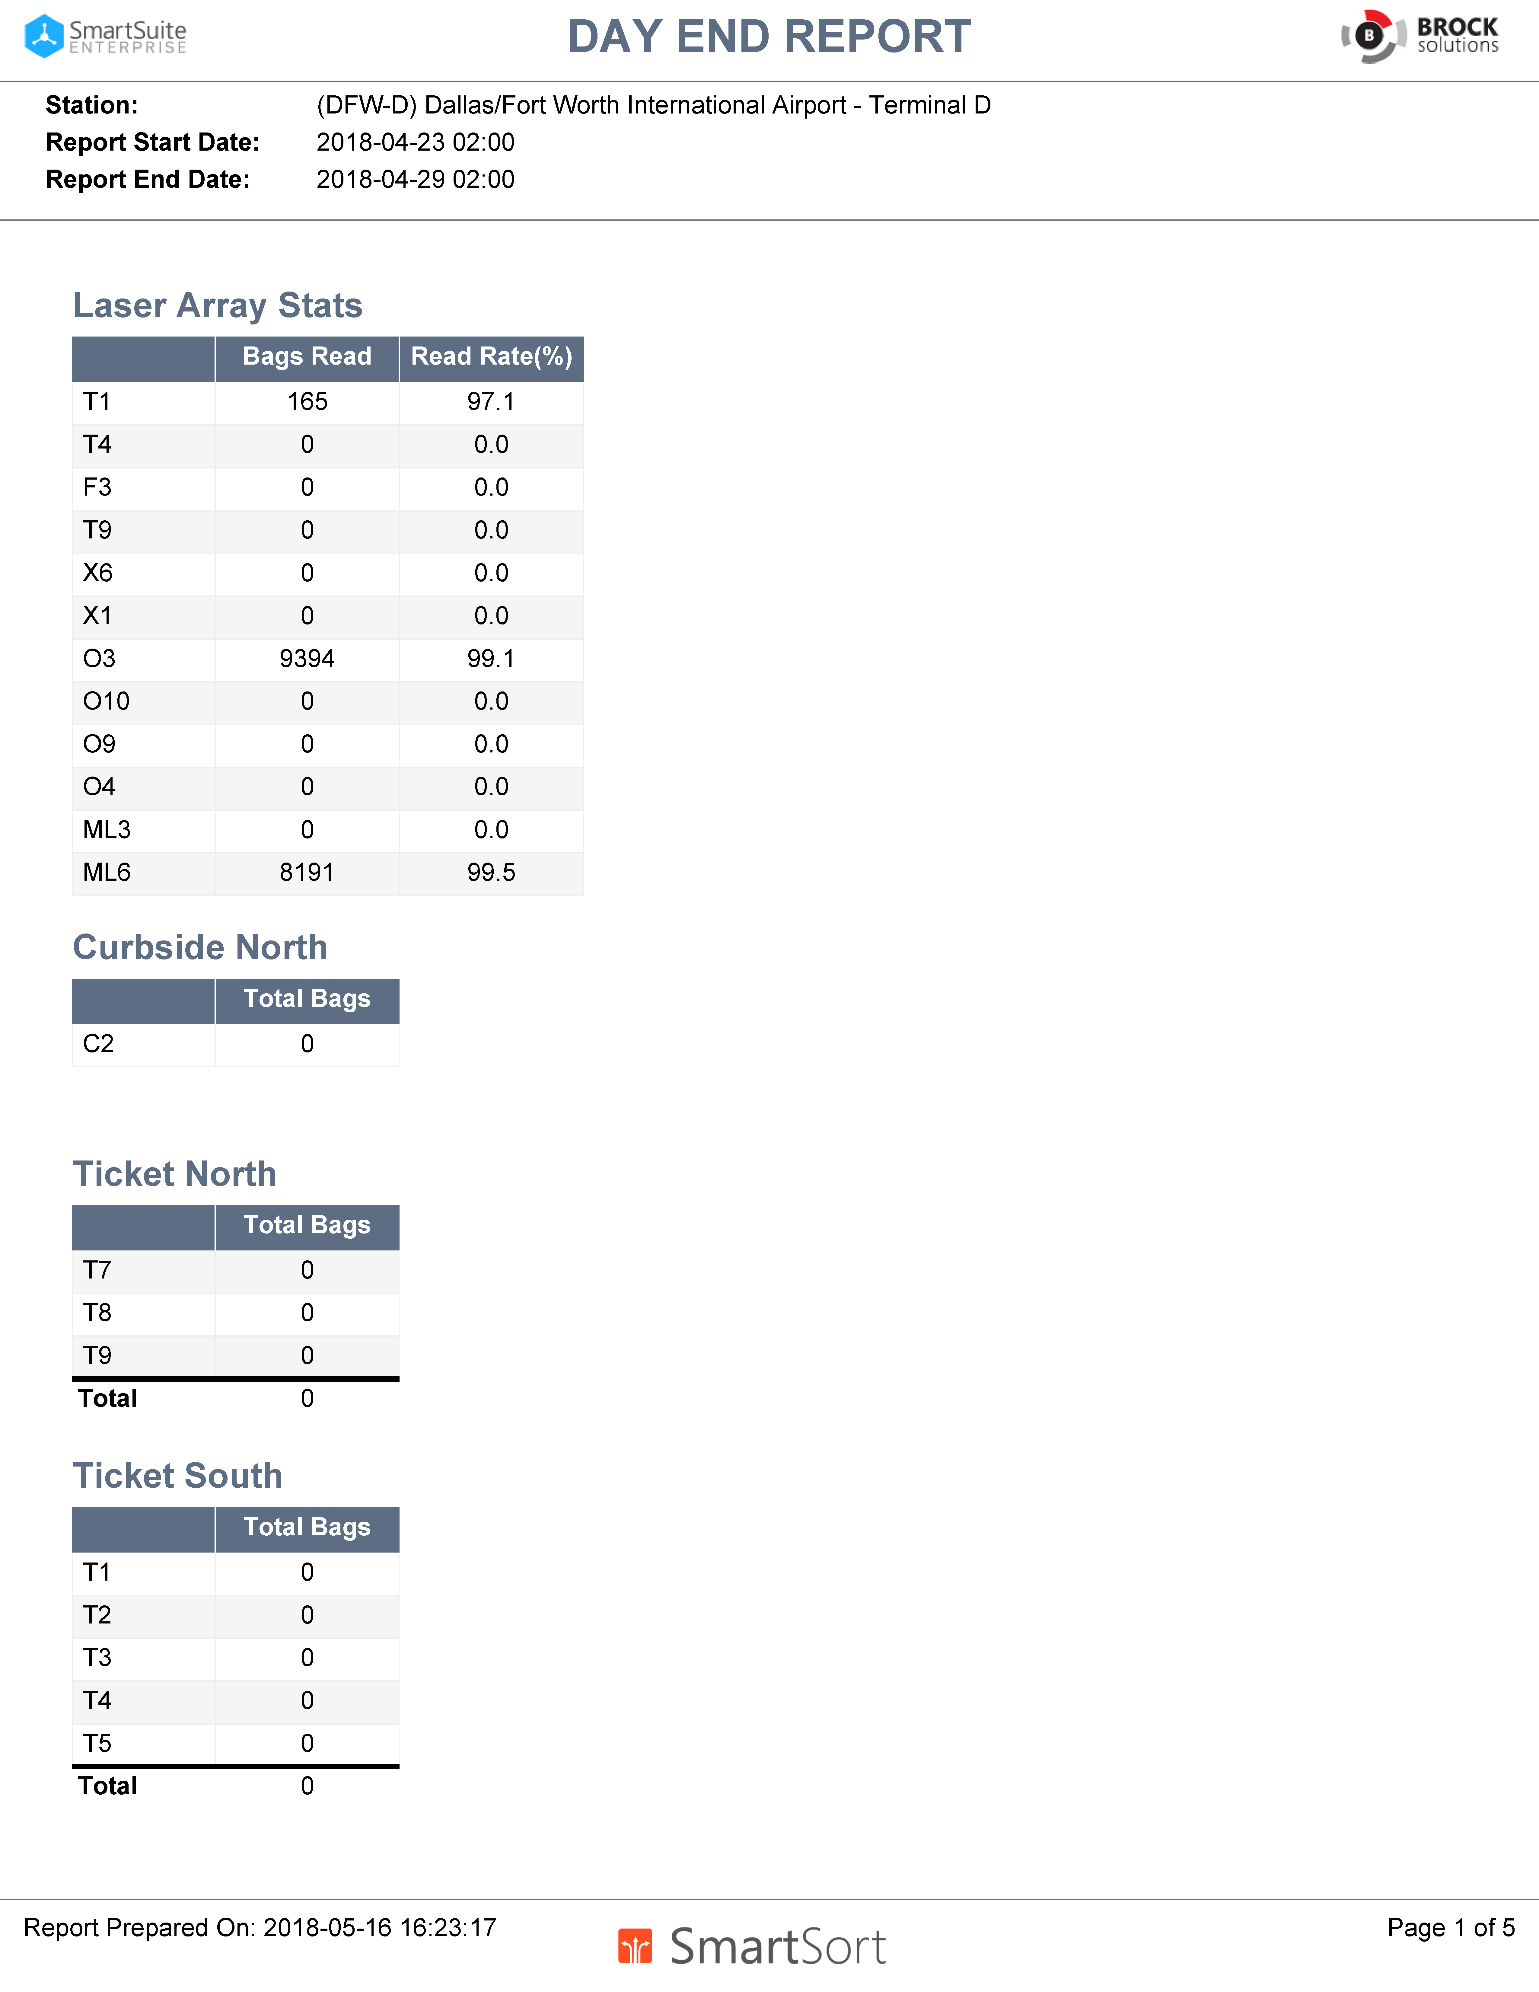 SmartSuite
ENTERPRISE
DAY END REPORT
B
BROCK
solutions
Station: (DFW-D) Dallas/Fort Worth International Airport - Terminal D
Report Start Date: 2018-04-23 02:00
Report End Date: 2018-04-29 02:00
Laser Array Stats
Bags Read Read Rate(%)
T1 165 97.1
T4 0 0.0
F3 0 0.0
T9 0 0.0
X6 0 0.0
X1 0 0.0
O3 9394 99.1
O10 0 0.0
O9 0 0.0
O4 0 0.0
ML3 0 0.0
ML6 8191 99.5
Curbside North
Total Bags
C2 0
Ticket North
Total Bags
T7 0
T8 0
T9 0
Total 0
Ticket South
Total Bags
T1 0
T2 0
T3 0
T4 0
T5 0
Total 0
Report Prepared On: 2018-05-16 16:23:17
SmartSort
Page 1 of 5